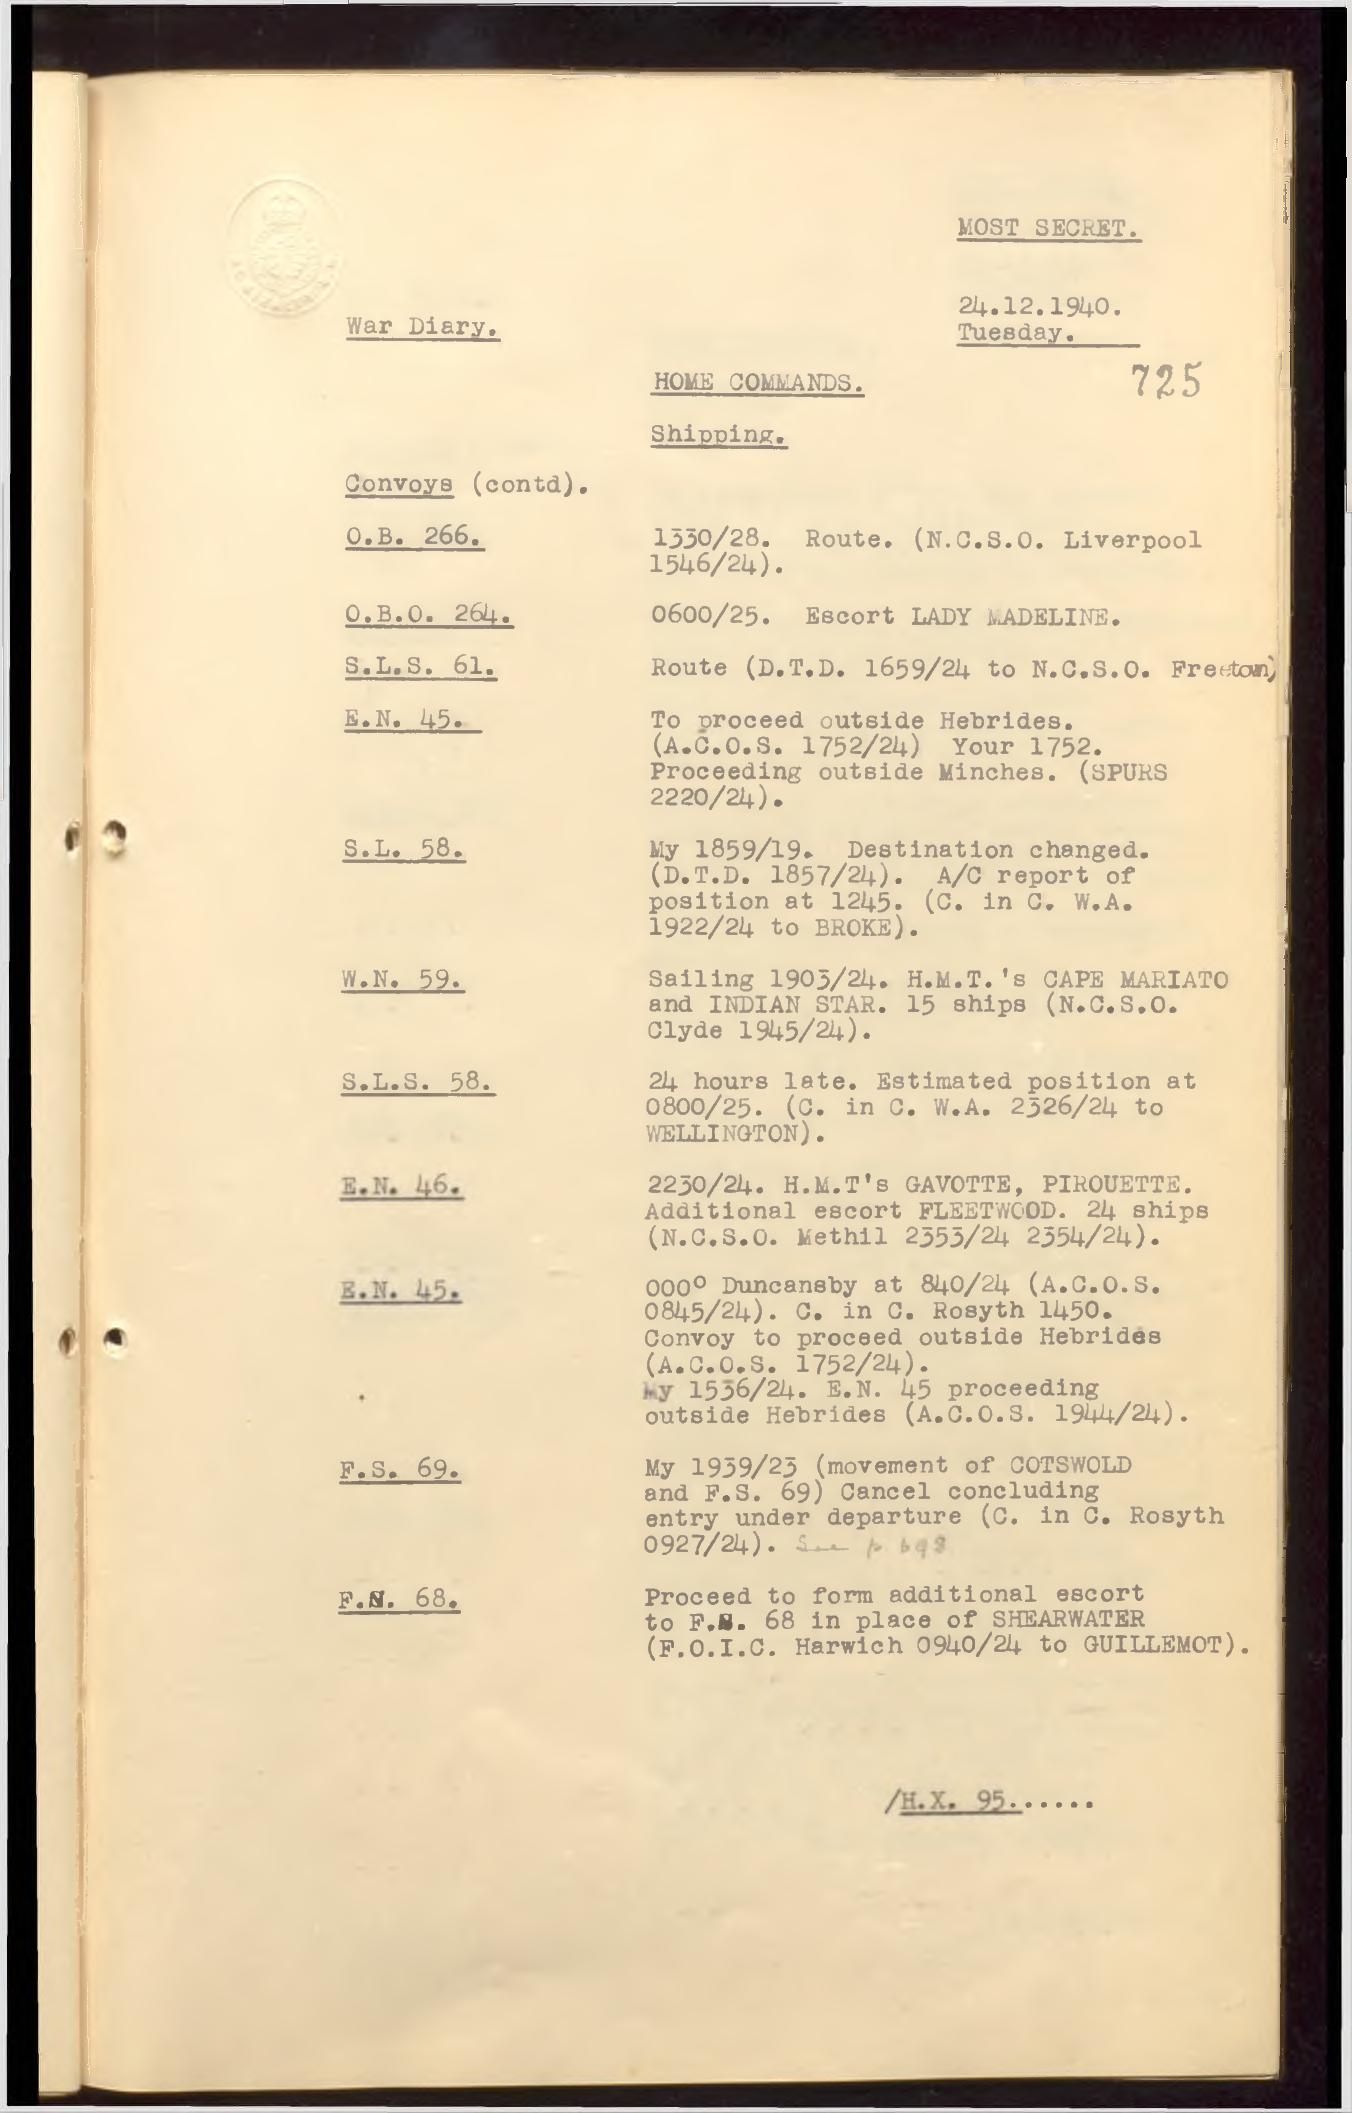 MOST SECRET.
24.12.1940.
Tuesday.
War Diary.
725
HOME COMMANDS.
Shipping.
Convoys (contd).
O.B. 266. 1330/28. Route. (N.C.S.O. Liverpool
1546/24).
O.B.O. 264. 0600/25. Escort LADY MADELINE.
S.L.S. 61. Route (D.T.D. 1659/24 to N.C.S.O. Freetown)
E.N. 45. To proceed outside Hebrides.
(A.C.O.S. 1752/24) Your 1752.
Proceeding outside Minches. (SPURS
2220/24).
S.L. 58. My 1859/19. Destination changed.
(D.T.D. 1857/24). A/C report of
position at 1245. (C. in C. W.A.
1922/24 to BROKE).
W.N. 59. Sailing 1903/24. H.M.T.'s CAPE MARIATO
and INDIAN STAR. 15 ships (N.C.S.O.
Clyde 1945/24).
S.L.S. 58. 24 hours late. Estimated position at
0800/25. (C. in C. W.A. 2326/24 to
WELLINGTON).
E.N. 46. 2230/24. H.M.T's GAVOTTE, PIROUETTE.
Additional escort FLEETWOOD. 24 ships
(N.C.S.O. Methil 2353/24 2354/24).
E.N. 45. 000° Duncansby at 840/24 (A.C.O.S.
0845/24). C. in C. Rosyth 1450.
Convoy to proceed outside Hebrides
(A.C.O.S. 1752/24).
My 1536/24. E.N. 45 proceeding
outside Hebrides (A.C.O.S. 1944/24).
F.S. 69. My 1939/23 (movement of COTSWOLD
and F.S. 69) Cancel concluding
entry under departure (C. in C. Rosyth
0927/24). See p 698
F.S. 68. Proceed to form additional escort
to F.S. 68 in place of SHEARWATER
(F.O.I.C. Harwich 0940/24 to GUILLEMOT).
/H.X. 95......